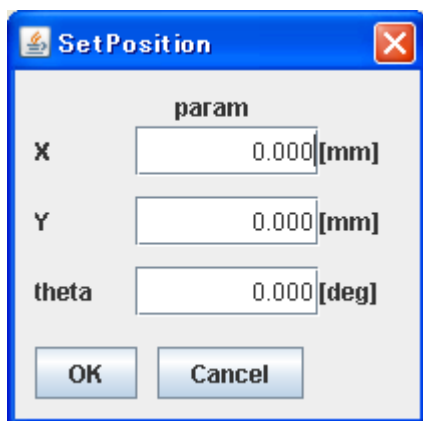 SetPosition
param
X 0.000 [mm]
Y 0.000 [mm]
theta 0.000 [deg]
OK Cancel